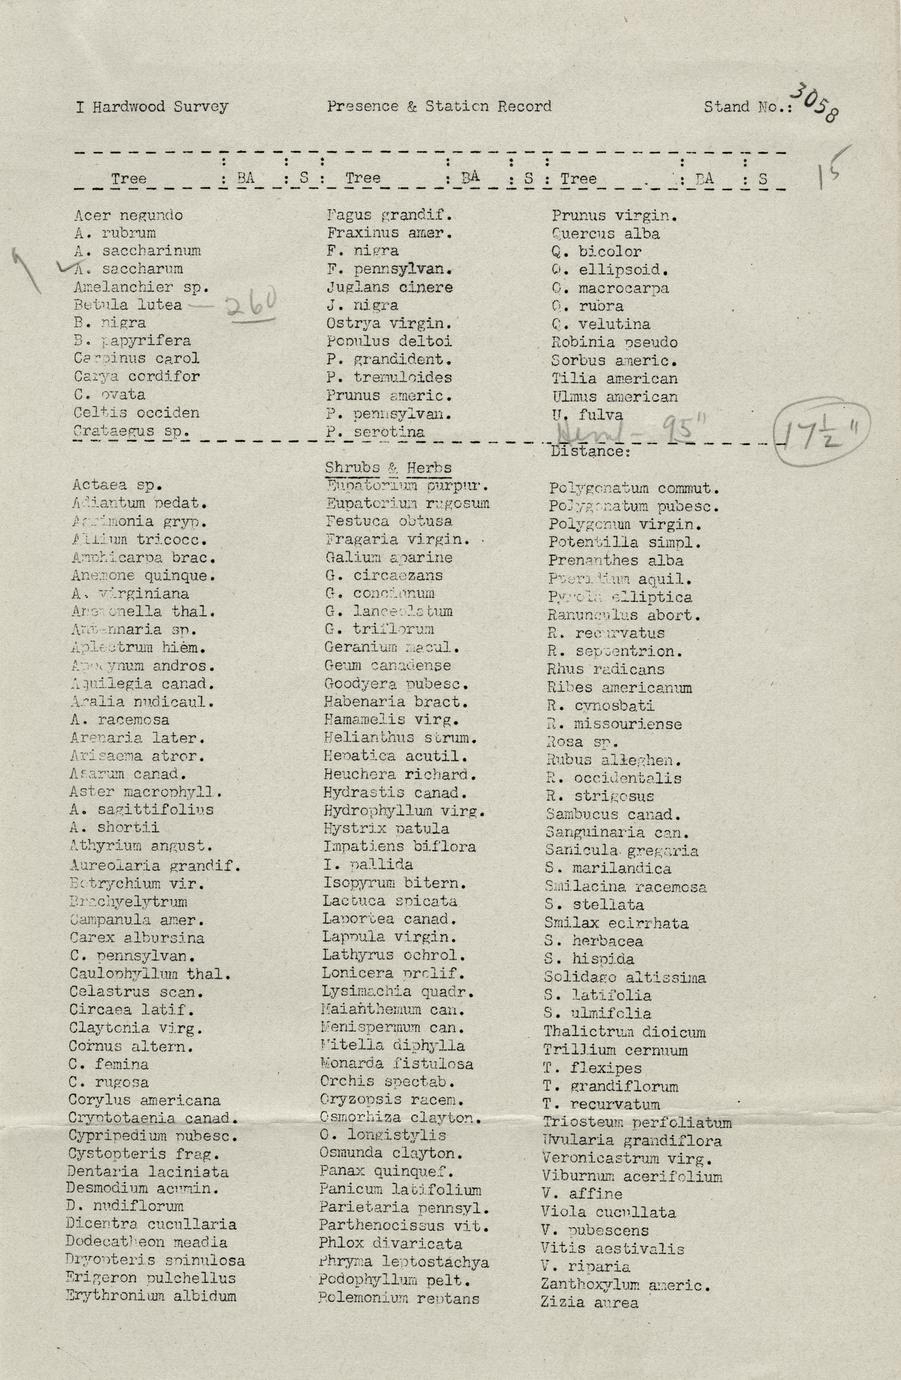 I Hardwood Survey Presence & Station Record Stand No.: 3058
15
Tree : BA : S : Tree : BA : S : Tree : BA : S
Acer negundo
A. rubrum
A. saccharinum
A. saccharum
Amelanchier sp.
Betula lutea — 260
B. nigra
B. papyrifera
Carpinus carol
Carya cordifor
C. ovata
Celtis occiden
Crataegus sp.
Fagus grandif.
Fraxinus amer.
F. nigra
F. pennsylvan.
Juglans cinere
J. nigra
Ostrya virgin.
Populus deltoi
P. grandident.
P. tremuloides
Prunus americ.
P. pennsylvan.
P. serotina
Prunus virgin.
Quercus alba
Q. bicolor
Q. ellipsoid.
Q. macrocarpa
Q. rubra
Q. velutina
Robinia pseudo
Sorbus americ.
Tilia american
Ulmus american
U. fulva
Heml - 95"
17½"
Distance:
Shrubs & Herbs
Actaea sp.
Adiantum pedat.
Agrimonia gryp.
Allium tricocc.
Amphicarpa brac.
Anemone quinque.
A. virginiana
Anemonella thal.
Antennaria sp.
Aplectrum hiem.
Apocynum andros.
Aquilegia canad.
Aralia nudicaul.
A. racemosa
Arenaria later.
Arisaema atror.
Asarum canad.
Aster macrophyll.
A. sagittifolius
A. shortii
Athyrium angust.
Aureolaria grandif.
Botrychium vir.
Brachyelytrum
Campanula amer.
Carex albursina
C. pennsylvan.
Caulophyllum thal.
Celastrus scan.
Circaea latif.
Claytonia virg.
Cornus altern.
C. femina
C. rugosa
Corylus americana
Cryptotaenia canad.
Cypripedium pubesc.
Cystopteris frag.
Dentaria laciniata
Desmodium acumin.
D. nudiflorum
Dicentra cucullaria
Dodecatheon meadia
Dryopteris spinulosa
Erigeron pulchellus
Erythronium albidum
Eupatorium purpur.
Eupatorium rugosum
Festuca obtusa
Fragaria virgin.
Galium aparine
G. circaezans
G. concinnum
G. lanceolatum
G. triflorum
Geranium macul.
Geum canadense
Goodyera pubesc.
Habenaria bract.
Hamamelis virg.
Helianthus strum.
Hepatica acutil.
Heuchera richard.
Hydrastis canad.
Hydrophyllum virg.
Hystrix patula
Impatiens biflora
I. pallida
Isopyrum bitern.
Lactuca spicata
Laportea canad.
Lappula virgin.
Lathyrus ochrol.
Lonicera prolif.
Lysimachia quadr.
Maianthemum can.
Menispermum can.
Mitella diphylla
Monarda fistulosa
Orchis spectab.
Oryzopsis racem.
Osmorhiza clayton.
O. longistylis
Osmunda clayton.
Panax quinquef.
Panicum latifolium
Parietaria pennsyl.
Parthenocissus vit.
Phlox divaricata
Phryma leptostachya
Podophyllum pelt.
Polemonium reptans
Polygonatum commut.
Polygonatum pubesc.
Polygonum virgin.
Potentilla simpl.
Prenanthes alba
Pteridium aquil.
Pyrola elliptica
Ranunculus abort.
R. recurvatus
R. septentrion.
Rhus radicans
Ribes americanum
R. cynosbati
R. missouriense
Rosa sp.
Rubus alleghen.
R. occidentalis
R. strigosus
Sambucus canad.
Sanguinaria can.
Sanicula gregaria
S. marilandica
Smilacina racemosa
S. stellata
Smilax ecirrhata
S. herbacea
S. hispida
Solidago altissima
S. latifolia
S. ulmifolia
Thalictrum dioicum
Trillium cernuum
T. flexipes
T. grandiflorum
T. recurvatum
Triosteum perfoliatum
Uvularia grandiflora
Veronicastrum virg.
Viburnum acerifolium
V. affine
Viola cucullata
V. pubescens
Vitis aestivalis
V. riparia
Zanthoxylum americ.
Zizia aurea